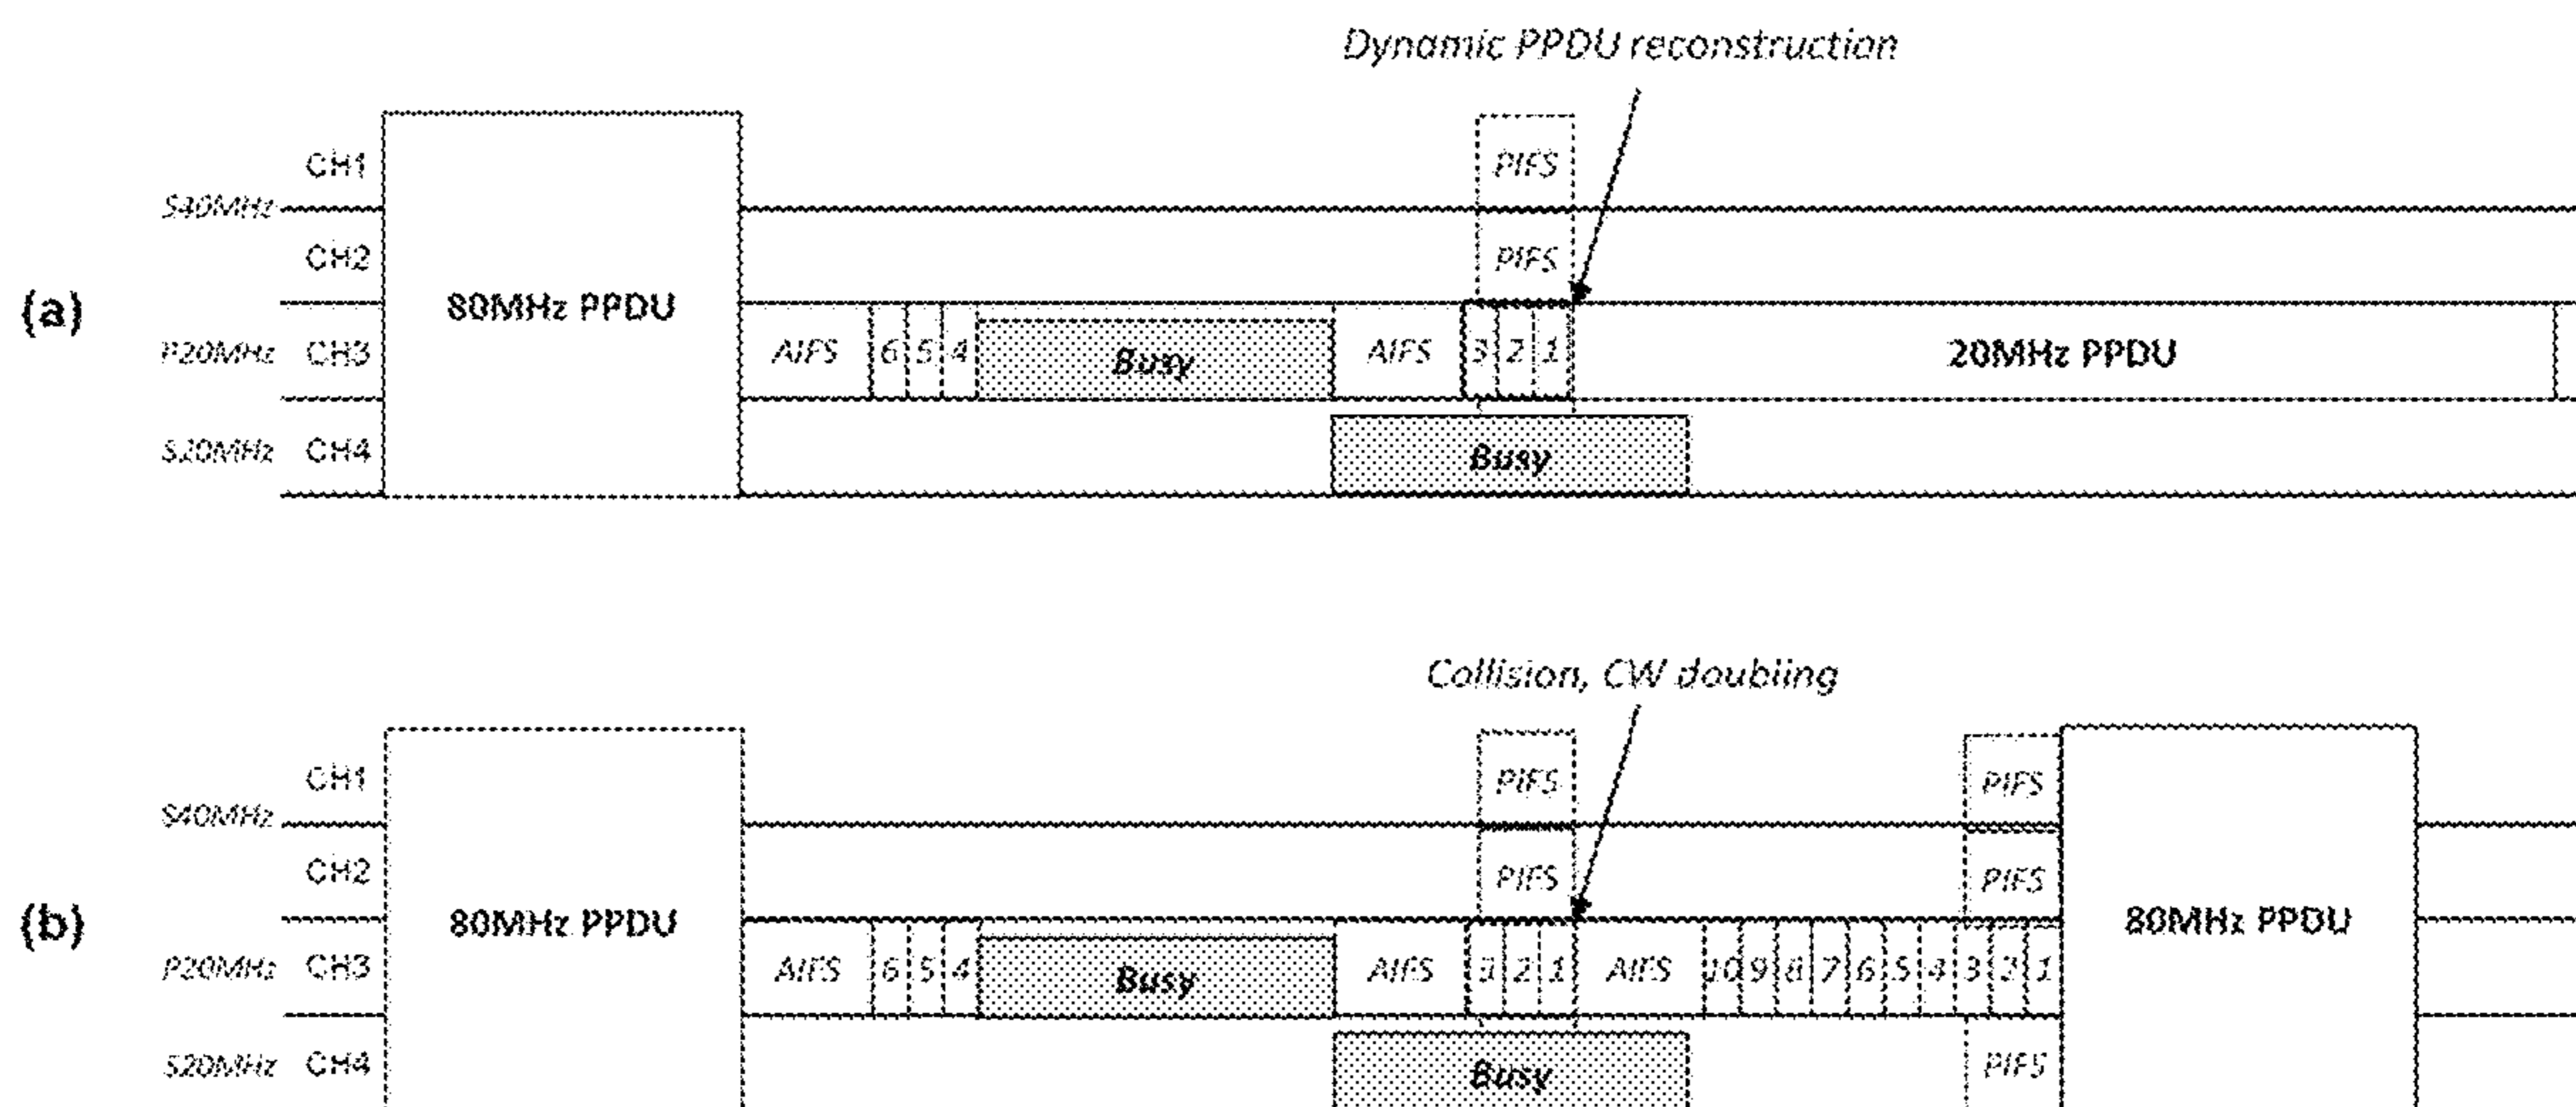 Dynamic PPDU reconstruction
CH1
PIFS
S40MHz
CH2
PIFS
(a)
80MHz PPDU
P20MHz CH3
AIFS 6 5 4 Busy AIFS 3 2 1 20MHz PPDU
S20MHz CH4
Busy
Collision, CW doubling
CH1
PIFS PIFS
S40MHz
CH2
PIFS PIFS
(b)
80MHz PPDU 80MHz PPDU
P20MHz CH3
AIFS 6 5 4 Busy AIFS 3 2 1 AIFS 10 9 8 7 6 5 4 3 2 1
S20MHz CH4
Busy PIFS